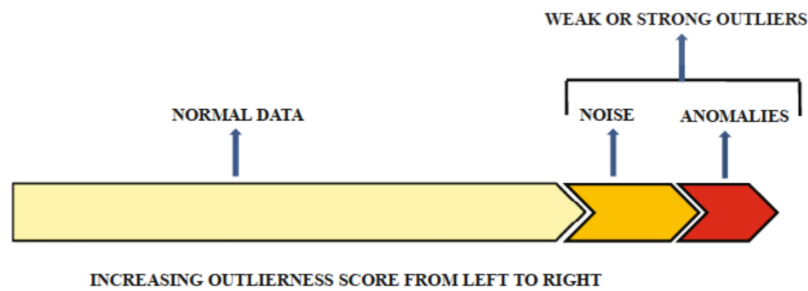 WEAK OR STRONG OUTLIERS
NORMAL DATA
NOISE
ANOMALIES
INCREASING OUTLIERNESS SCORE FROM LEFT TO RIGHT